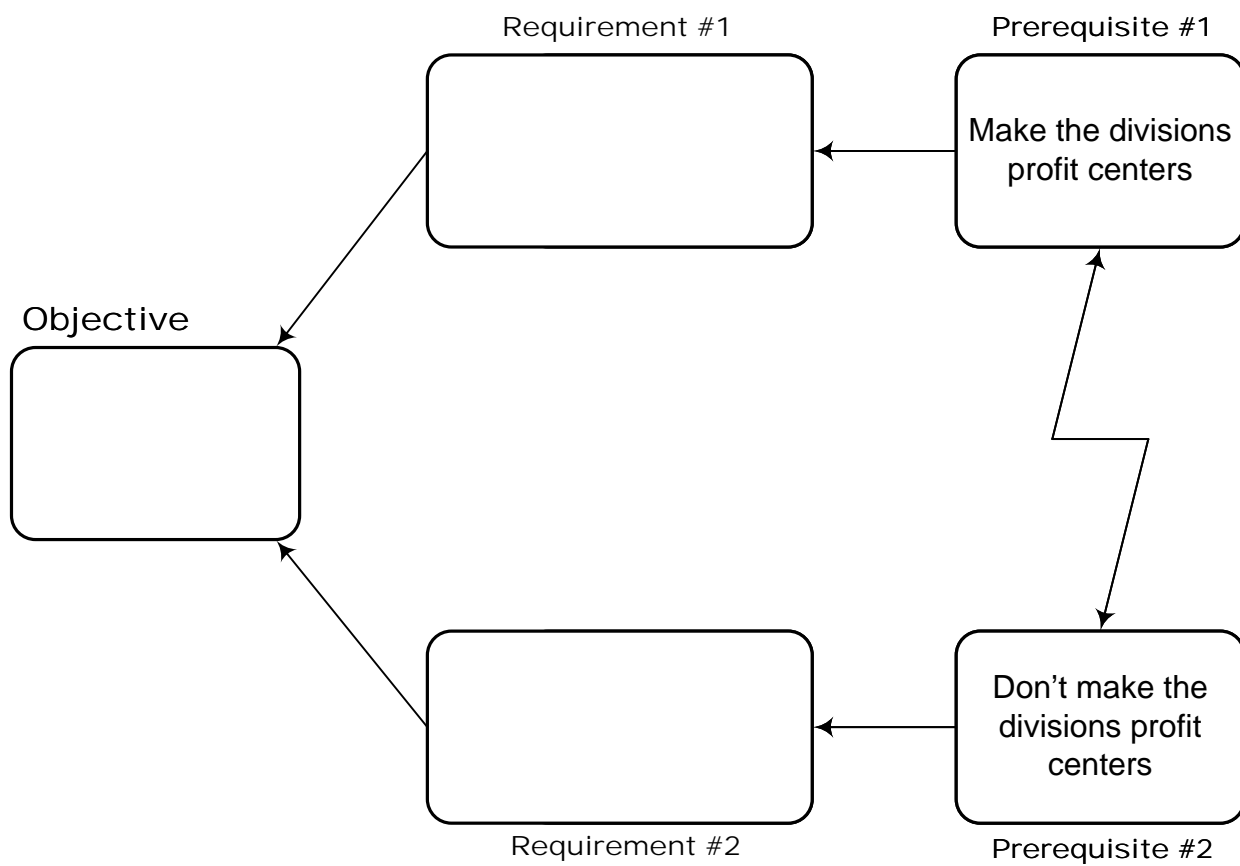 Requirement #1
Prerequisite #1
Make the divisions
profit centers
Objective
Don’t make the
divisions profit
centers
Requirement #2
Prerequisite #2